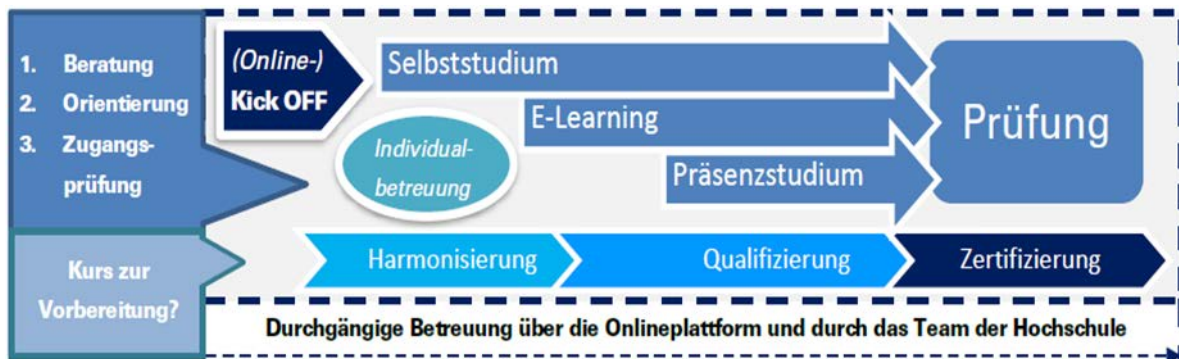 1. Beratung
2. Orientierung
3. Zugangs-
prüfung
Kurs zur
Vorbereitung?
(Online-)
Kick OFF
Selbststudium
E-Learning
Individual-
betreuung
Präsenzstudium
Prüfung
Harmonisierung
Qualifizierung
Zertifizierung
Durchgängige Betreuung über die Onlineplattform und durch das Team der Hochschule